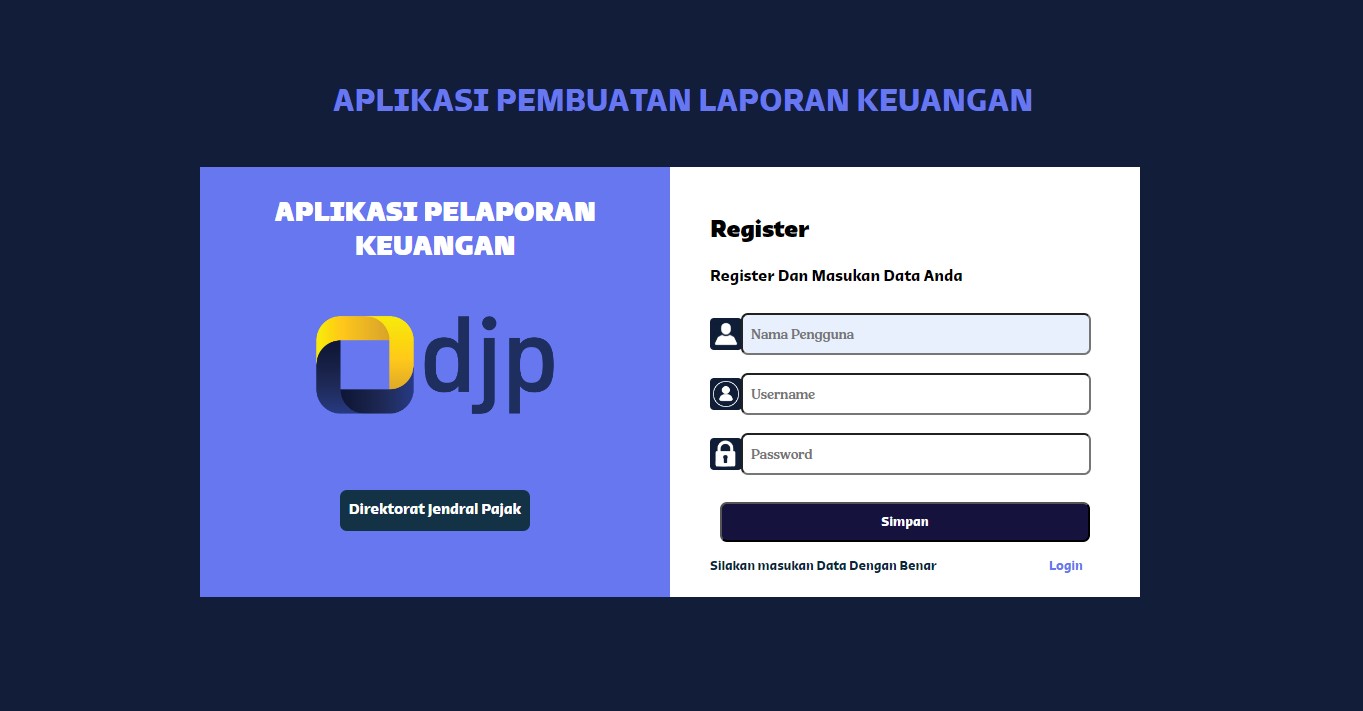 APLIKASI PEMBUATAN LAPORAN KEUANGAN
APLIKASI PELAPORAN
KEUANGAN
djp
Direktorat Jendral Pajak
Register
Register Dan Masukan Data Anda
Nama Pengguna
Username
Password
Simpan
Silakan masukan Data Dengan Benar
Login